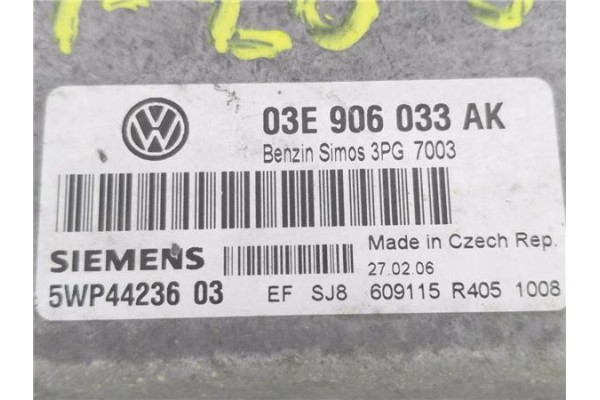 03E 906 033 AK
Benzin Simos 3PG 7003
SIEMENS
Made in Czech Rep.
27.02.06
5WP44236 03 EF SJ8 609115 R405 1008